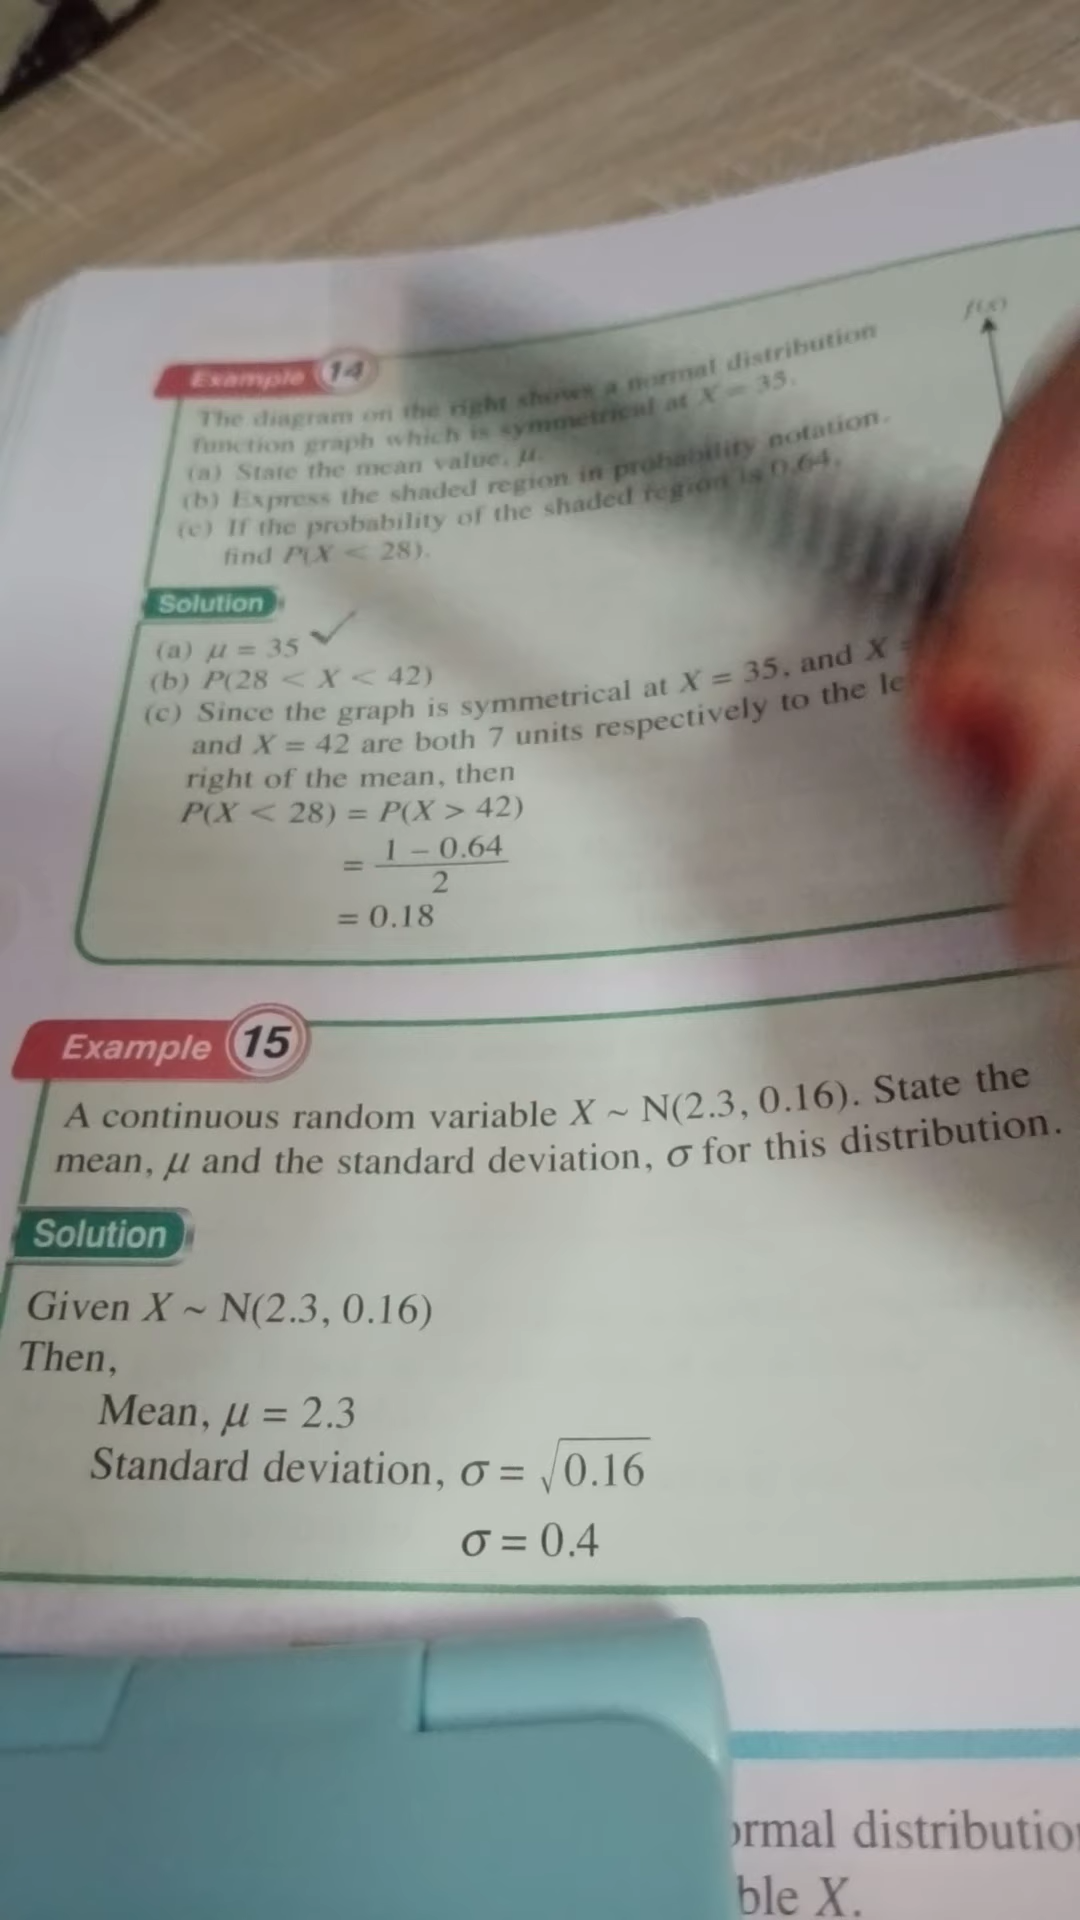 f(x)
Example 14
The diagram on the right shows a normal distribution
function graph which is symmetrical at X = 35.
(a) State the mean value, μ.
(b) Express the shaded region in probability notation.
(c) If the probability of the shaded region is 0.64,
find P(X < 28).
Solution
(a) μ = 35
(b) P(28 < X < 42)
(c) Since the graph is symmetrical at X = 35, and X =
and X = 42 are both 7 units respectively to the le
right of the mean, then
P(X < 28) = P(X > 42)
= 1 – 0.64
2
= 0.18
Example 15
A continuous random variable X ~ N(2.3, 0.16). State the
mean, μ and the standard deviation, σ for this distribution.
Solution
Given X ~ N(2.3, 0.16)
Then,
Mean, μ = 2.3
Standard deviation, σ = √0.16
σ = 0.4
ormal distributio
ble X.